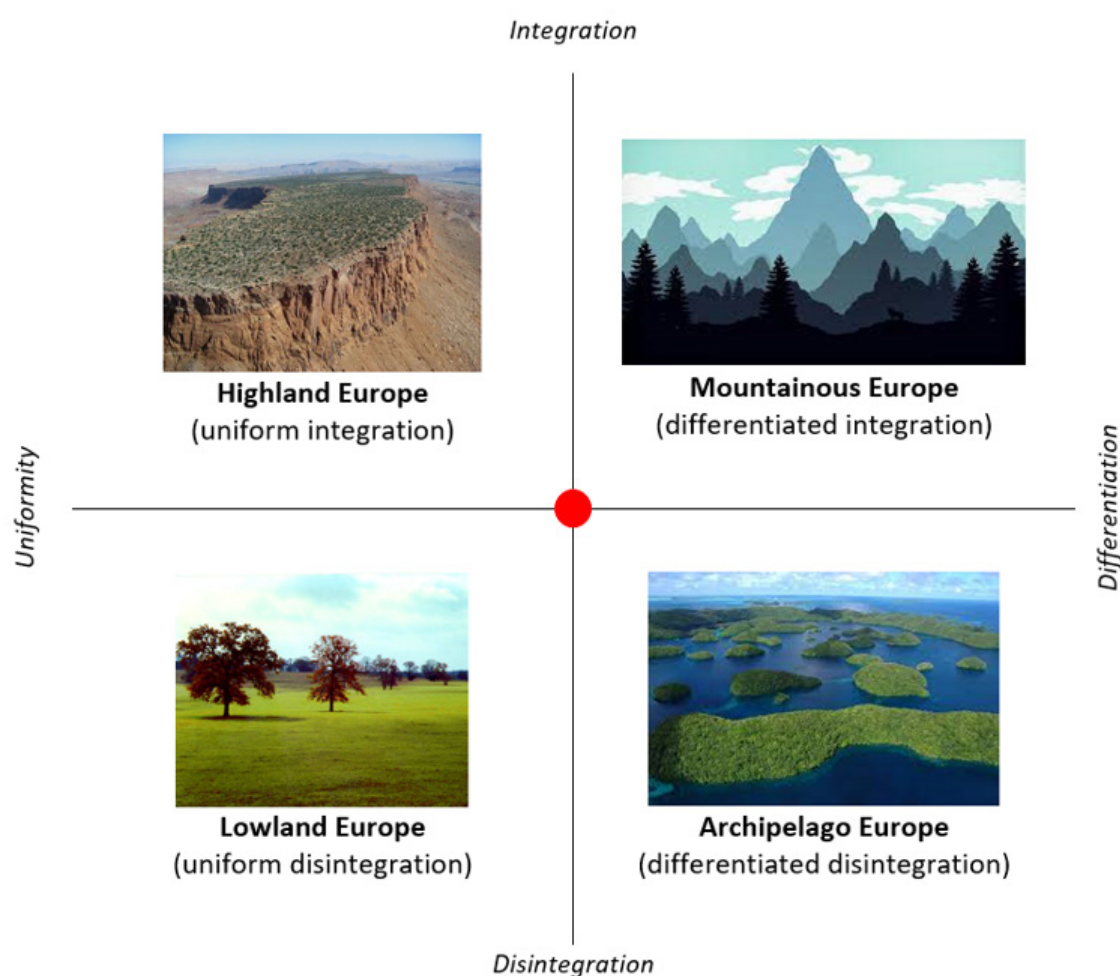 Integration
Highland Europe
(uniform integration)
Mountainous Europe
(differentiated integration)
Uniformity
Differentiation
Lowland Europe
(uniform disintegration)
Archipelago Europe
(differentiated disintegration)
Disintegration